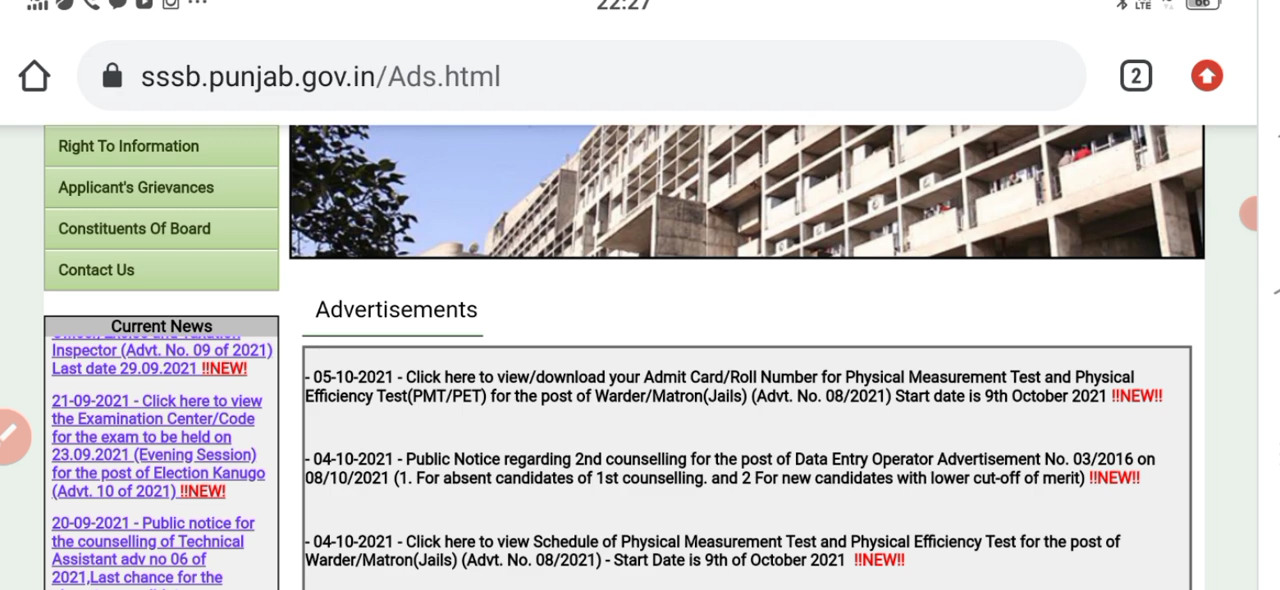 22:27
LTE
66
sssb.punjab.gov.in/Ads.html
2
Right To Information
Applicant's Grievances
Constituents Of Board
Contact Us
Current News
Inspector (Advt. No. 09 of 2021)
Last date 29.09.2021 !!NEW!
21-09-2021 - Click here to view
the Examination Center/Code
for the exam to be held on
23.09.2021 (Evening Session)
for the post of Election Kanugo
(Advt. 10 of 2021) !!NEW!
20-09-2021 - Public notice for
the counselling of Technical
Assistant adv no 06 of
2021,Last chance for the
Advertisements
- 05-10-2021 - Click here to view/download your Admit Card/Roll Number for Physical Measurement Test and Physical
Efficiency Test(PMT/PET) for the post of Warder/Matron(Jails) (Advt. No. 08/2021) Start date is 9th October 2021 !!NEW!!
- 04-10-2021 - Public Notice regarding 2nd counselling for the post of Data Entry Operator Advertisement No. 03/2016 on
08/10/2021 (1. For absent candidates of 1st counselling. and 2 For new candidates with lower cut-off of merit) !!NEW!!
- 04-10-2021 - Click here to view Schedule of Physical Measurement Test and Physical Efficiency Test for the post of
Warder/Matron(Jails) (Advt. No. 08/2021) - Start Date is 9th of October 2021 !!NEW!!